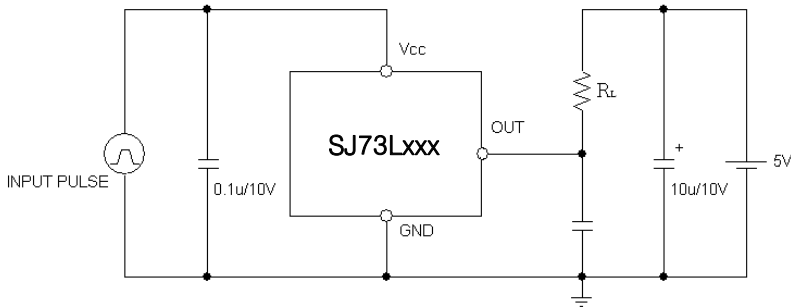 Vcc
RL
OUT
SJ73Lxxx
+
5V
INPUT PULSE
0.1u/10V
10u/10V
GND